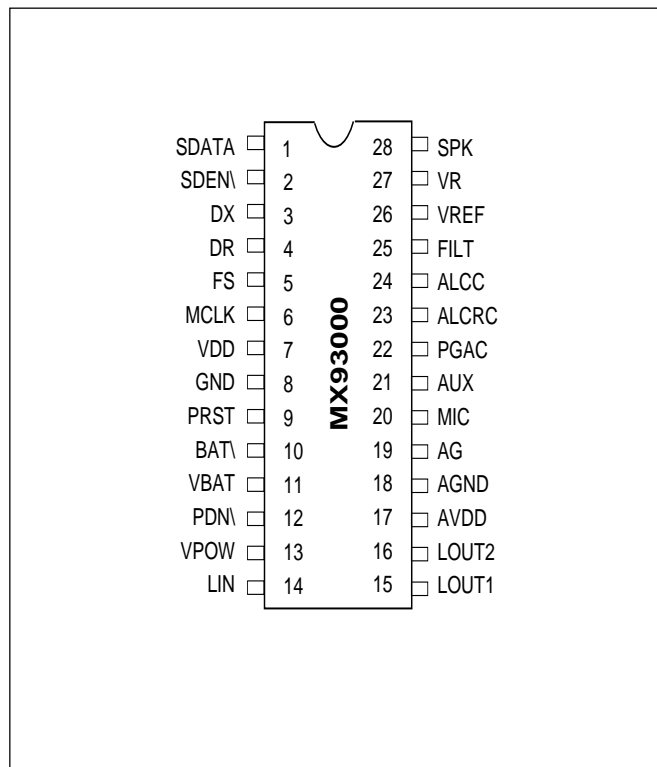 SDATA 1 28 SPK
SDEN\ 2 27 VR
DX 3 26 VREF
DR 4 25 FILT
FS 5 24 ALCC
MCLK 6 23 ALCRC
VDD 7 22 PGAC
GND 8 21 AUX
PRST 9 20 MIC
BAT\ 10 19 AG
VBAT 11 18 AGND
PDN\ 12 17 AVDD
VPOW 13 16 LOUT2
LIN 14 15 LOUT1
MX93000